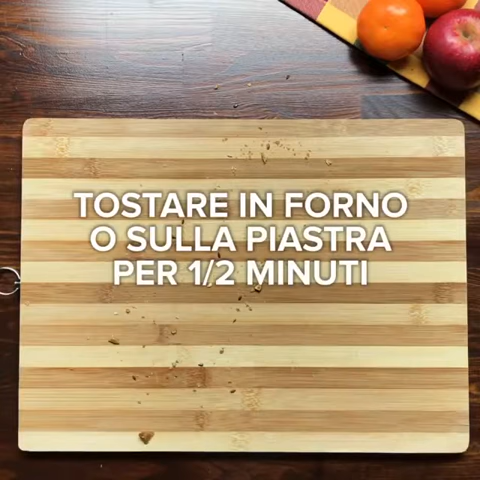 TOSTARE IN FORNO
O SULLA PIASTRA
PER 1/2 MINUTI